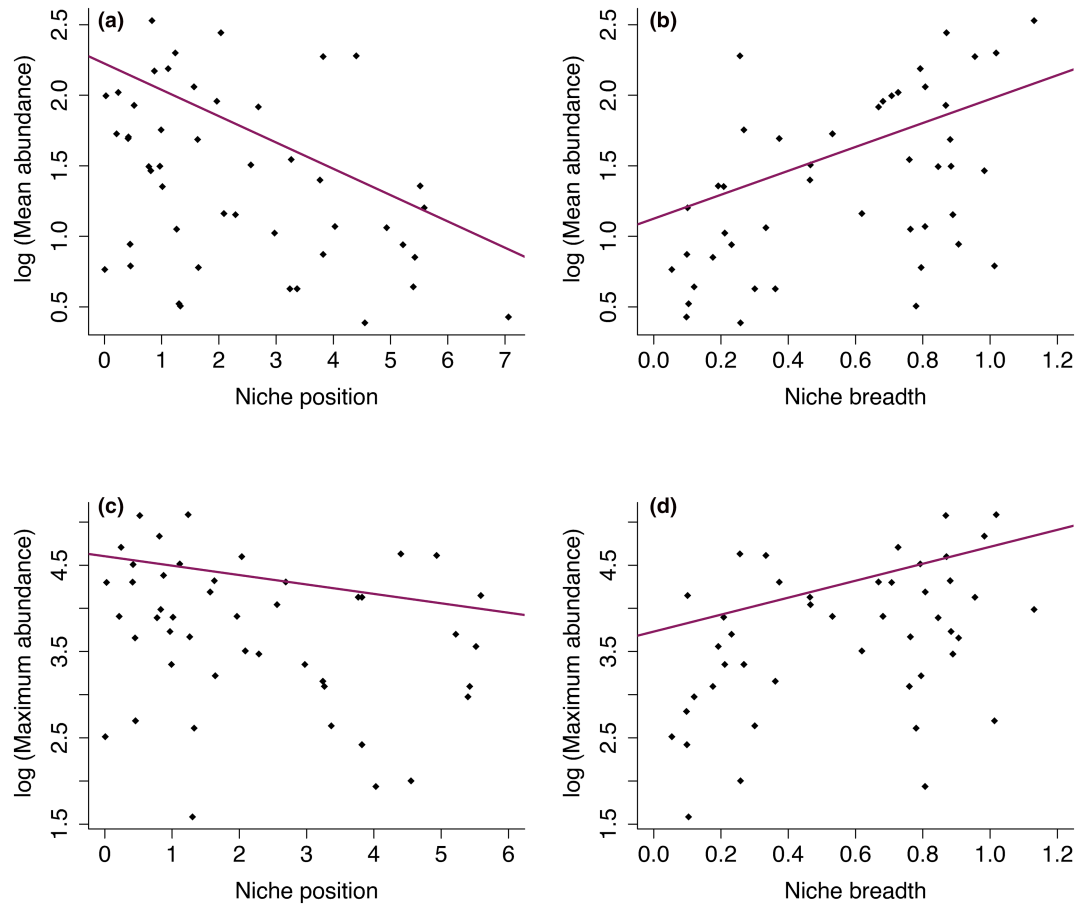 (a)
log (Mean abundance)
2.5
2.0
1.5
1.0
0.5
0 1 2 3 4 5 6 7
Niche position
(b)
log (Mean abundance)
2.5
2.0
1.5
1.0
0.5
0.0 0.2 0.4 0.6 0.8 1.0 1.2
Niche breadth
(c)
log (Maximum abundance)
4.5
3.5
2.5
1.5
0 1 2 3 4 5 6
Niche position
(d)
log (Maximum abundance)
4.5
3.5
2.5
1.5
0.0 0.2 0.4 0.6 0.8 1.0 1.2
Niche breadth